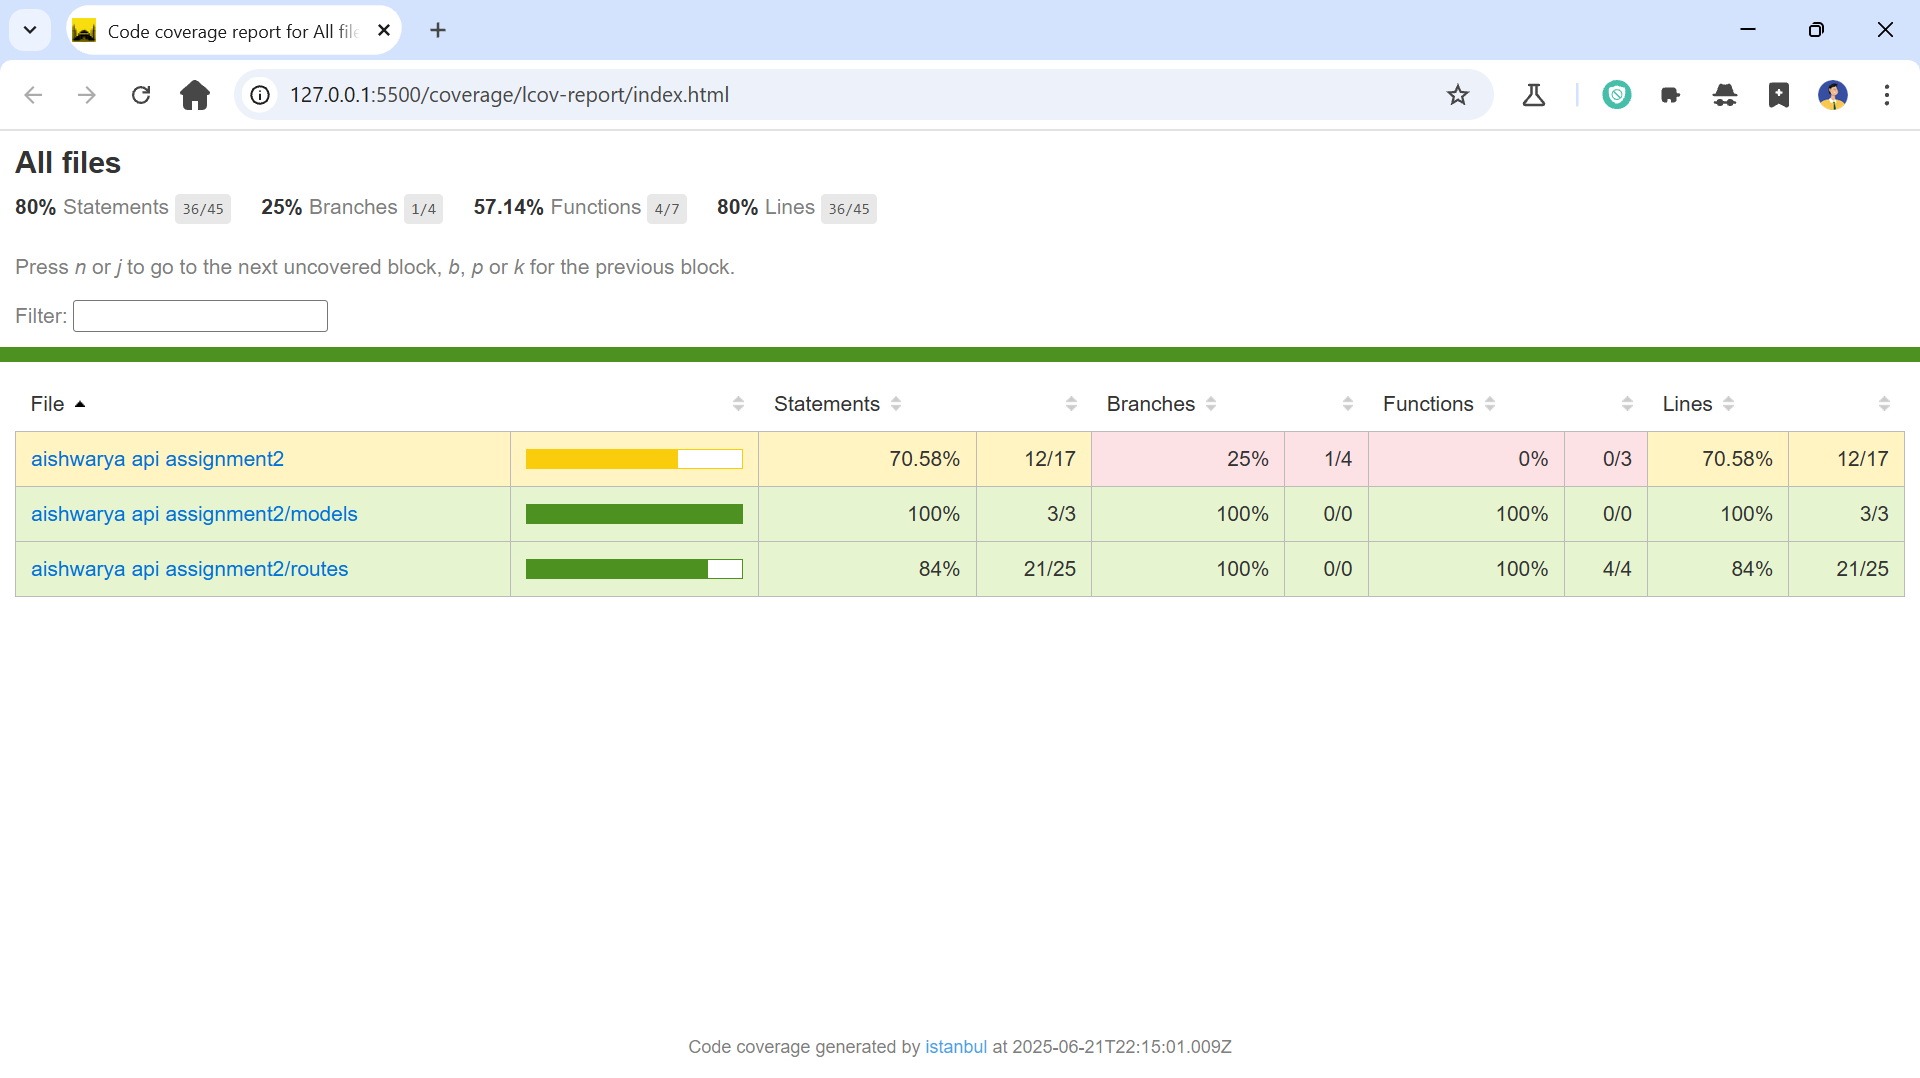 Code coverage report for All file
127.0.0.1:5500/coverage/lcov-report/index.html
All files
80% Statements 36/45 25% Branches 1/4 57.14% Functions 4/7 80% Lines 36/45
Press n or j to go to the next uncovered block, b, p or k for the previous block.
Filter:
File Statements Branches Functions Lines
aishwarya api assignment2 70.58% 12/17 25% 1/4 0% 0/3 70.58% 12/17
aishwarya api assignment2/models 100% 3/3 100% 0/0 100% 0/0 100% 3/3
aishwarya api assignment2/routes 84% 21/25 100% 0/0 100% 4/4 84% 21/25
Code coverage generated by istanbul at 2025-06-21T22:15:01.009Z